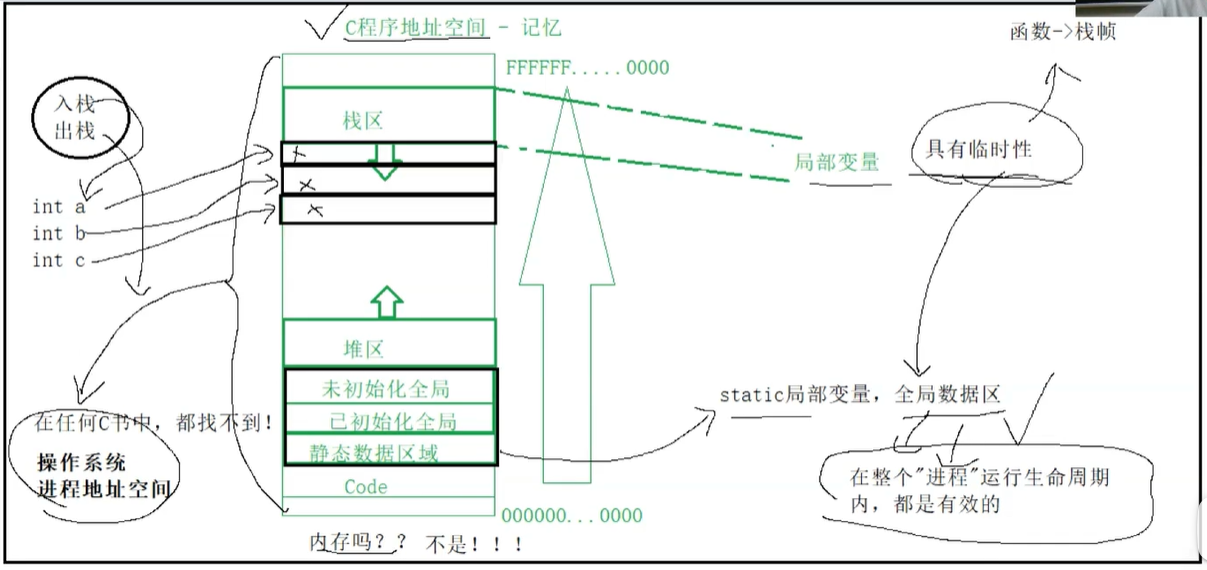 C程序地址空间 - 记忆
函数->栈帧
FFFFFF.....0000
入栈
出栈
栈区
局部变量
具有临时性
int a
int b
int c
堆区
未初始化全局
已初始化全局
静态数据区域
Code
000000...0000
static局部变量，全局数据区
在任何C书中，都找不到！
操作系统
进程地址空间
在整个"进程"运行生命周期
内，都是有效的
内存吗？？ 不是！！！